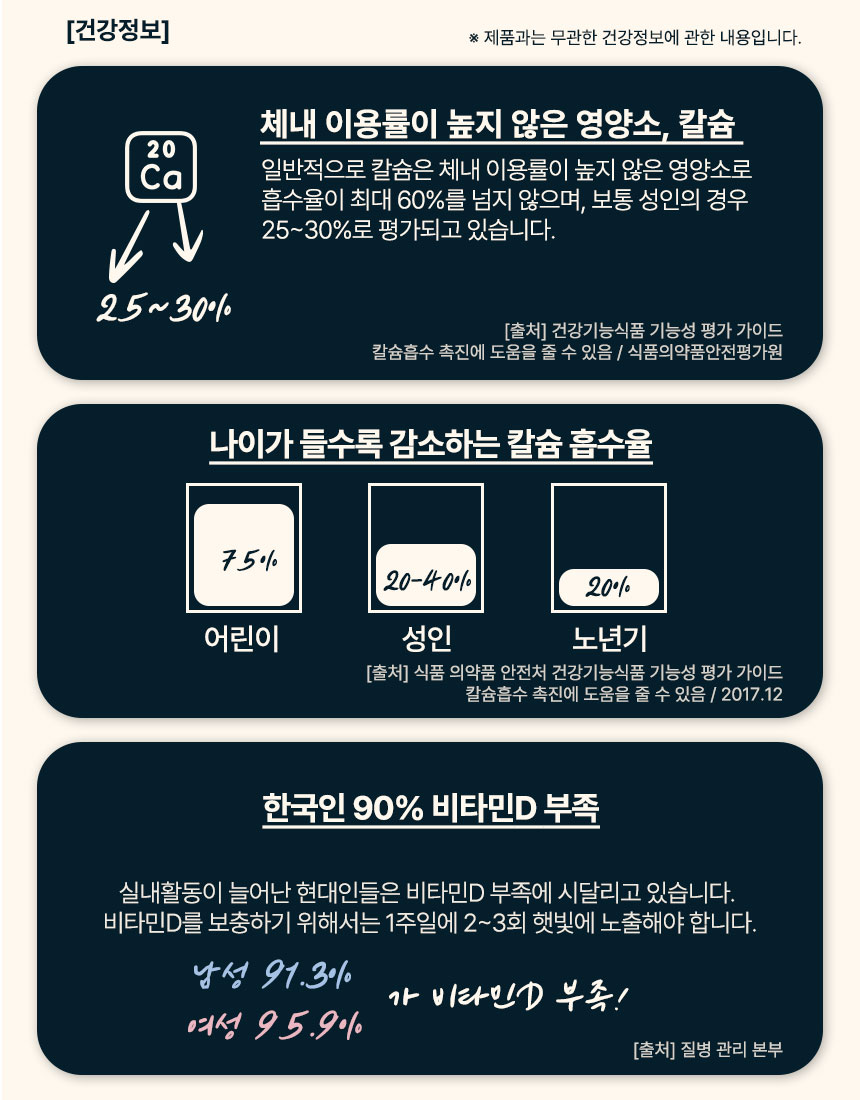 [건강정보]
※ 제품과는 무관한 건강정보에 관한 내용입니다.
20
Ca
25~30%
체내 이용률이 높지 않은 영양소, 칼슘
일반적으로 칼슘은 체내 이용률이 높지 않은 영양소로
흡수율이 최대 60%를 넘지 않으며, 보통 성인의 경우
25~30%로 평가되고 있습니다.
[출처] 건강기능식품 기능성 평가 가이드
칼슘흡수 촉진에 도움을 줄 수 있음 / 식품의약품안전평가원
나이가 들수록 감소하는 칼슘 흡수율
75%
20-40%
20%
어린이
성인
노년기
[출처] 식품 의약품 안전처 건강기능식품 기능성 평가 가이드
칼슘흡수 촉진에 도움을 줄 수 있음 / 2017.12
한국인 90% 비타민D 부족
실내활동이 늘어난 현대인들은 비타민D 부족에 시달리고 있습니다.
비타민D를 보충하기 위해서는 1주일에 2~3회 햇빛에 노출해야 합니다.
남성 91.3%
여성 95.9%
가 비타민D 부족!
[출처] 질병 관리 본부